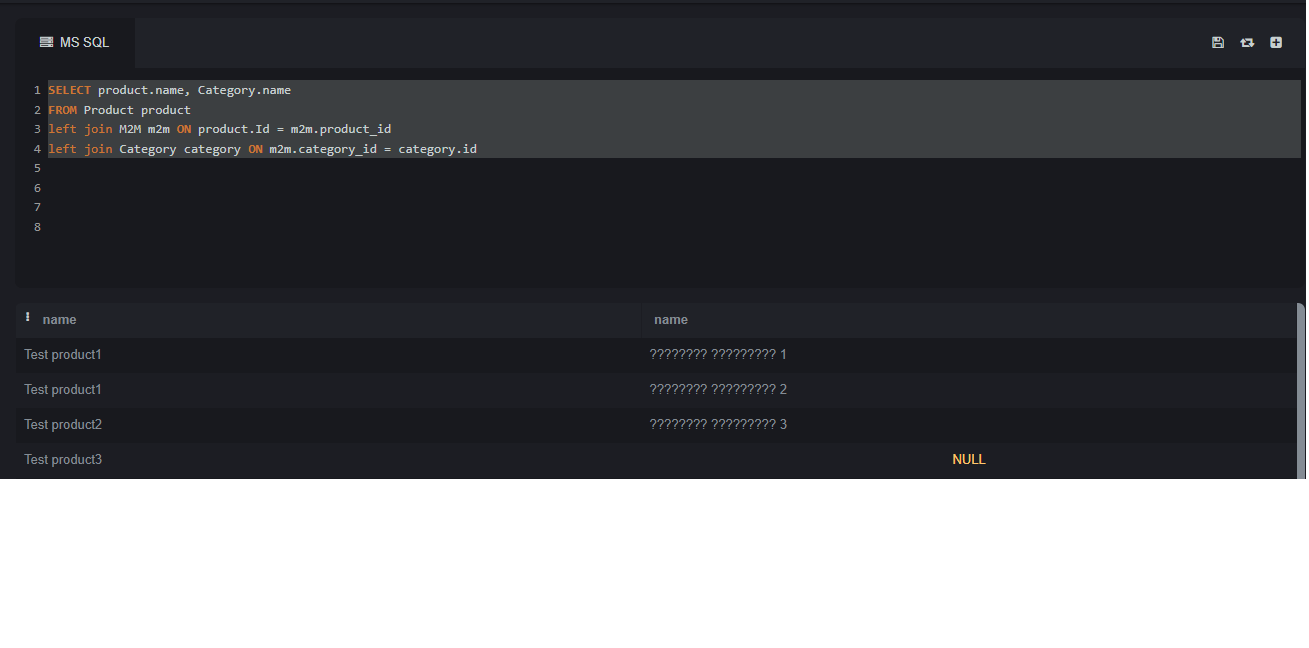 MS SQL
1 SELECT product.name, Category.name
2 FROM Product product
3 left join M2M m2m ON product.Id = m2m.product_id
4 left join Category category ON m2m.category_id = category.id
5
6
7
8
name name
Test product1 ???????? ????????? 1
Test product1 ???????? ????????? 2
Test product2 ???????? ????????? 3
Test product3 NULL